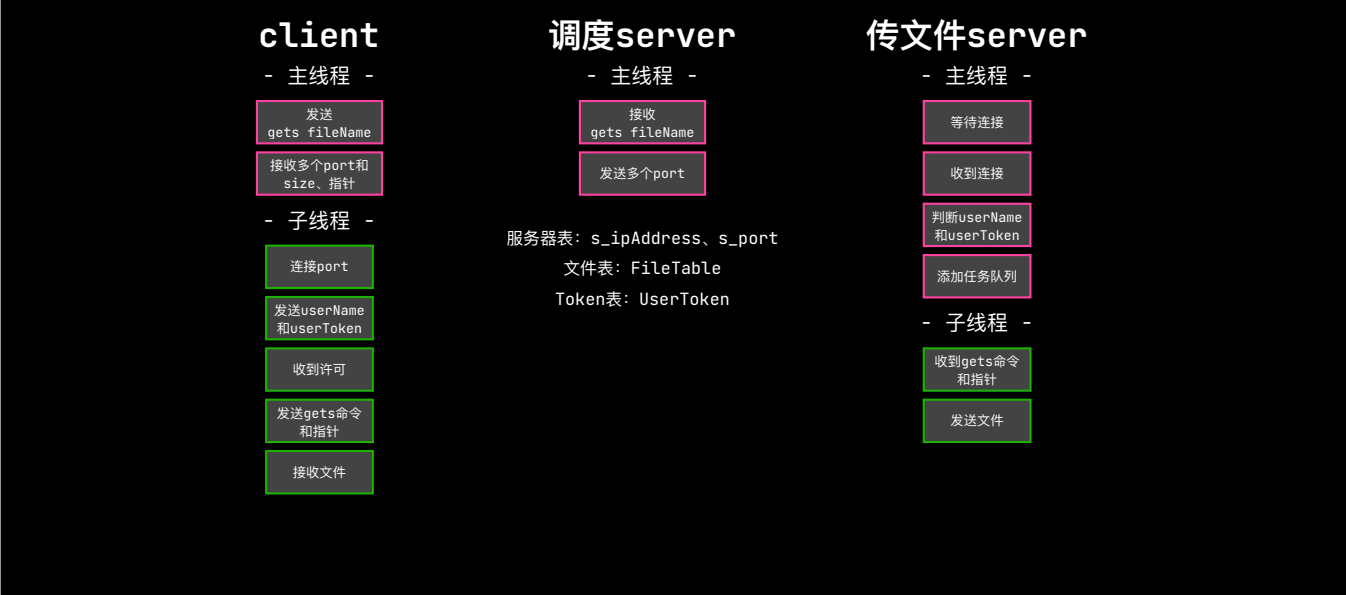 client
- 主线程 -
发送
gets fileName
接收多个port和
size、指针
- 子线程 -
连接port
发送userName
和userToken
收到许可
发送gets命令
和指针
接收文件
调度server
- 主线程 -
接收
gets fileName
发送多个port
服务器表: s_ipAddress、s_port
文件表: FileTable
Token表: UserToken
传文件server
- 主线程 -
等待连接
收到连接
判断userName
和userToken
添加任务队列
- 子线程 -
收到gets命令
和指针
发送文件